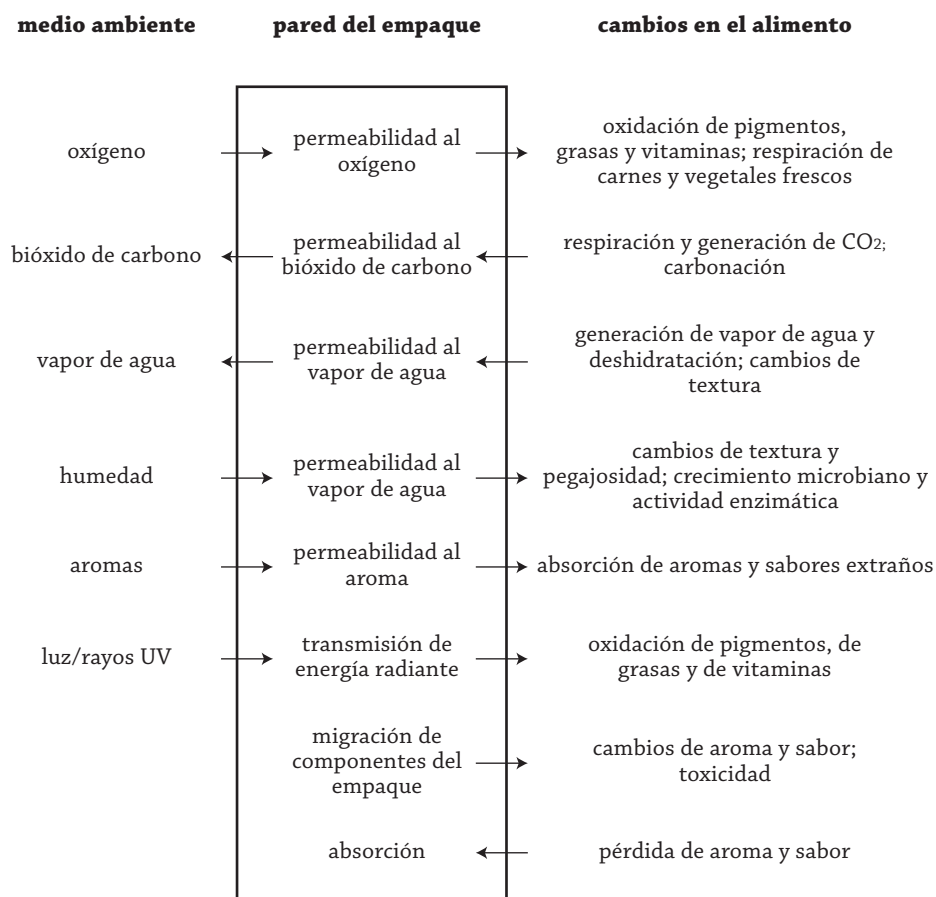 medio ambiente
pared del empaque
cambios en el alimento
oxígeno
permeabilidad al
oxígeno
oxidación de pigmentos,
grasas y vitaminas; respiración de
carnes y vegetales frescos
bióxido de carbono
permeabilidad al
bióxido de carbono
respiración y generación de CO2;
carbonación
vapor de agua
permeabilidad al
vapor de agua
generación de vapor de agua y
deshidratación; cambios de
textura
humedad
permeabilidad al
vapor de agua
cambios de textura y
pegajosidad; crecimiento microbiano y
actividad enzimática
aromas
permeabilidad al
aroma
absorción de aromas y sabores extraños
luz/rayos UV
transmisión de
energía radiante
oxidación de pigmentos, de
grasas y de vitaminas
migración de
componentes del
empaque
cambios de aroma y sabor;
toxicidad
absorción
pérdida de aroma y sabor